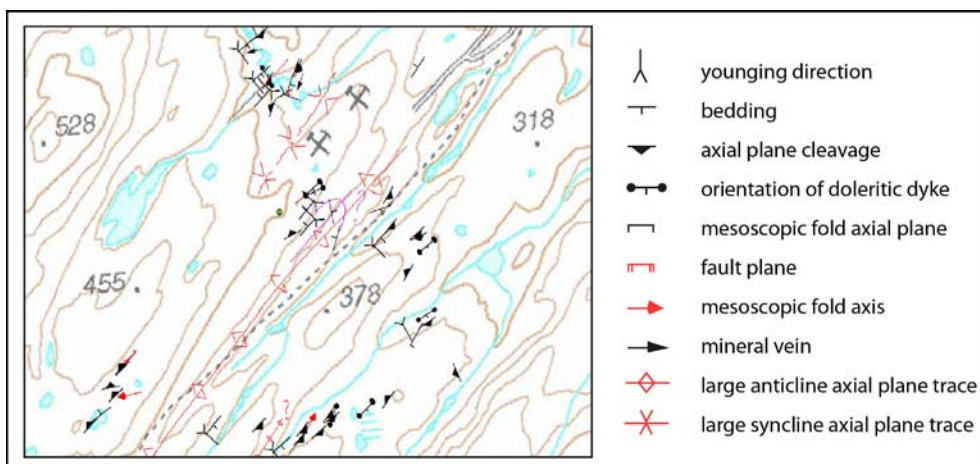 528
318
455
378
younging direction
bedding
axial plane cleavage
orientation of doleritic dyke
mesoscopic fold axial plane
fault plane
mesoscopic fold axis
mineral vein
large anticline axial plane trace
large syncline axial plane trace